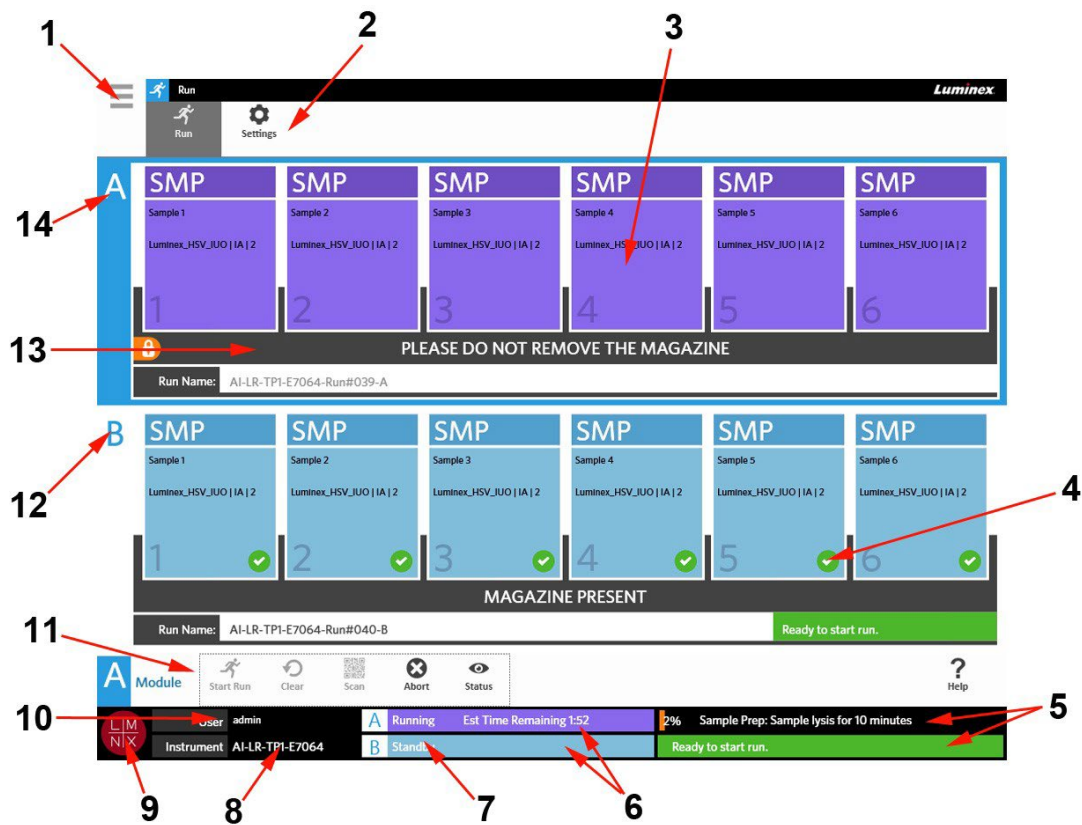 1
2
3
Run
Luminex
Run
Settings
A
SMP
SMP
SMP
SMP
SMP
SMP
Sample 1
Sample 2
Sample 3
Sample 4
Sample 5
Sample 6
Luminex_HSV_IUO | IA | 2
Luminex_HSV_IUO | IA | 2
Luminex_HSV_IUO | IA | 2
Luminex_HSV_IUO | IA | 2
Luminex_HSV_IUO | IA | 2
Luminex_HSV_IUO | IA | 2
14
1
2
3
4
5
6
13
PLEASE DO NOT REMOVE THE MAGAZINE
Run Name: AI-LR-TP1-E7064-Run#039-A
B
SMP
SMP
SMP
SMP
SMP
SMP
Sample 1
Sample 2
Sample 3
Sample 4
Sample 5
Sample 6
12
Luminex_HSV_IUO | IA | 2
Luminex_HSV_IUO | IA | 2
Luminex_HSV_IUO | IA | 2
Luminex_HSV_IUO | IA | 2
Luminex_HSV_IUO | IA | 2
Luminex_HSV_IUO | IA | 2
4
1
2
3
4
5
6
MAGAZINE PRESENT
11
Run Name: AI-LR-TP1-E7064-Run#040-B
Ready to start run.
A Module
Start Run
Clear
Scan
Abort
Status
?
Help
10
User admin
A Running Est Time Remaining 1:52
2% Sample Prep: Sample lysis for 10 minutes
5
LM
NX
Instrument AI-LR-TP1-E7064
B
Ready to start run.
9
8
7
6